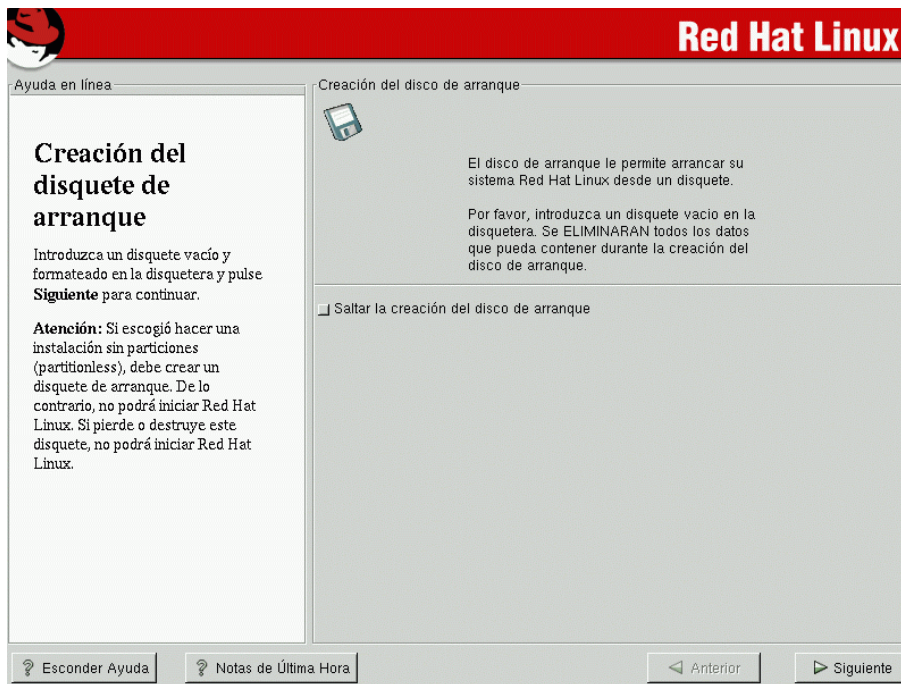 Red Hat Linux
Ayuda en línea
Creación del
disquete de
arranque
Introduzca un disquete vacío y
formateado en la disquetera y pulse
Siguiente para continuar.
Atención: Si escogió hacer una
instalación sin particiones
(partitionless), debe crear un
disquete de arranque. De lo
contrario, no podrá iniciar Red Hat
Linux. Si pierde o destruye este
disquete, no podrá iniciar Red Hat
Linux.
Creación del disco de arranque
El disco de arranque le permite arrancar su
sistema Red Hat Linux desde un disquete.
Por favor, introduzca un disquete vacio en la
disquetera. Se ELIMINARAN todos los datos
que pueda contener durante la creación del
disco de arranque.
Saltar la creación del disco de arranque
? Esconder Ayuda
? Notas de Última Hora
Anterior
Siguiente